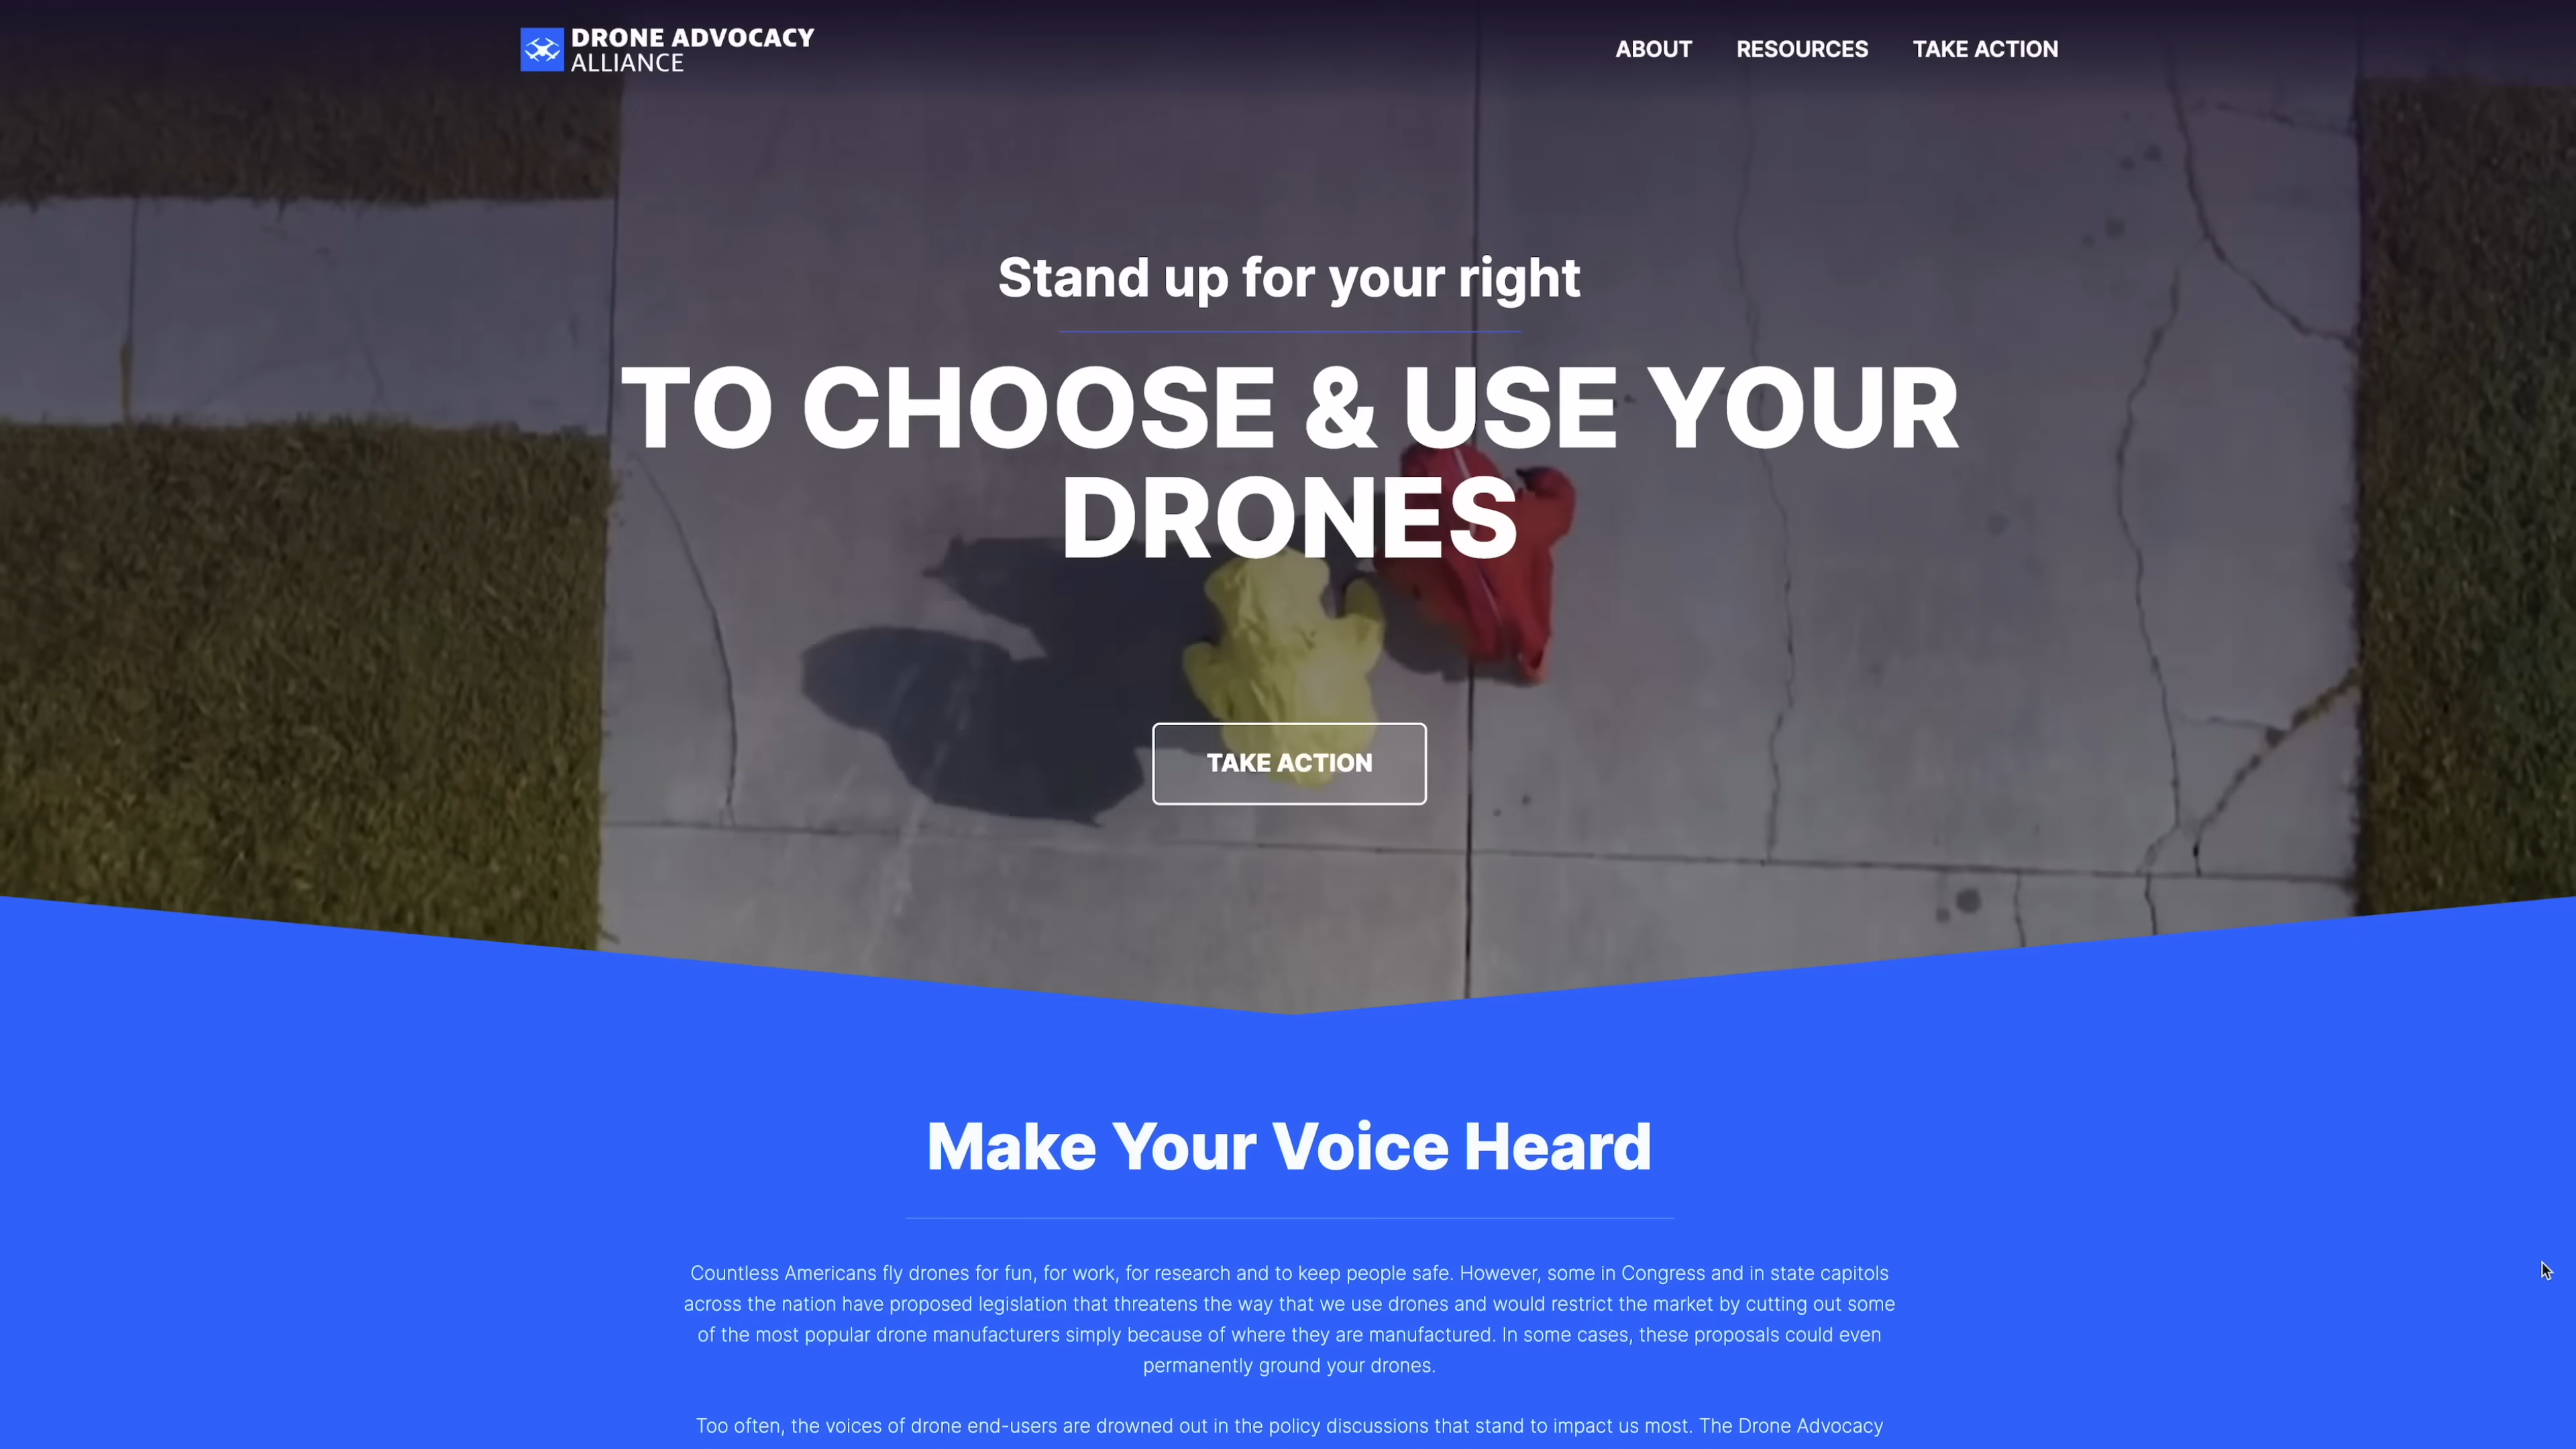 DRONE ADVOCACY
ALLIANCE
ABOUT
RESOURCES
TAKE ACTION
Stand up for your right
TO CHOOSE & USE YOUR
DRONES
TAKE ACTION
Make Your Voice Heard
Countless Americans fly drones for fun, for work, for research and to keep people safe. However, some in Congress and in state capitols
across the nation have proposed legislation that threatens the way that we use drones and would restrict the market by cutting out some
of the most popular drone manufacturers simply because of where they are manufactured. In some cases, these proposals could even
permanently ground your drones.
Too often, the voices of drone end-users are drowned out in the policy discussions that stand to impact us most. The Drone Advocacy